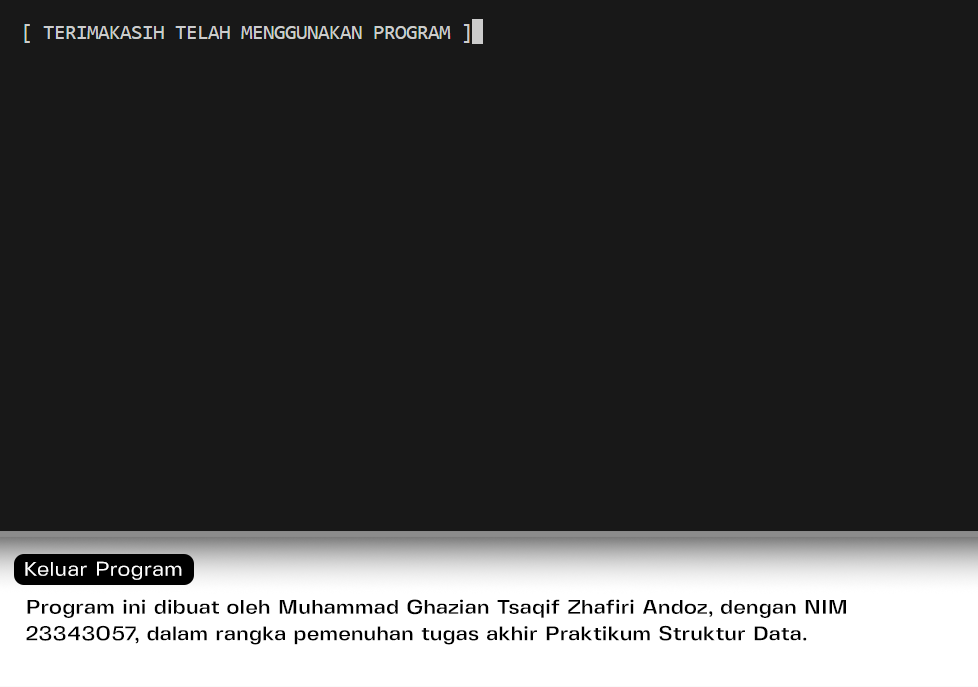 [ TERIMAKASIH TELAH MENGGUNAKAN PROGRAM ]
Keluar Program
Program ini dibuat oleh Muhammad Ghazian Tsaqif Zhafiri Andoz, dengan NIM
23343057, dalam rangka pemenuhan tugas akhir Praktikum Struktur Data.